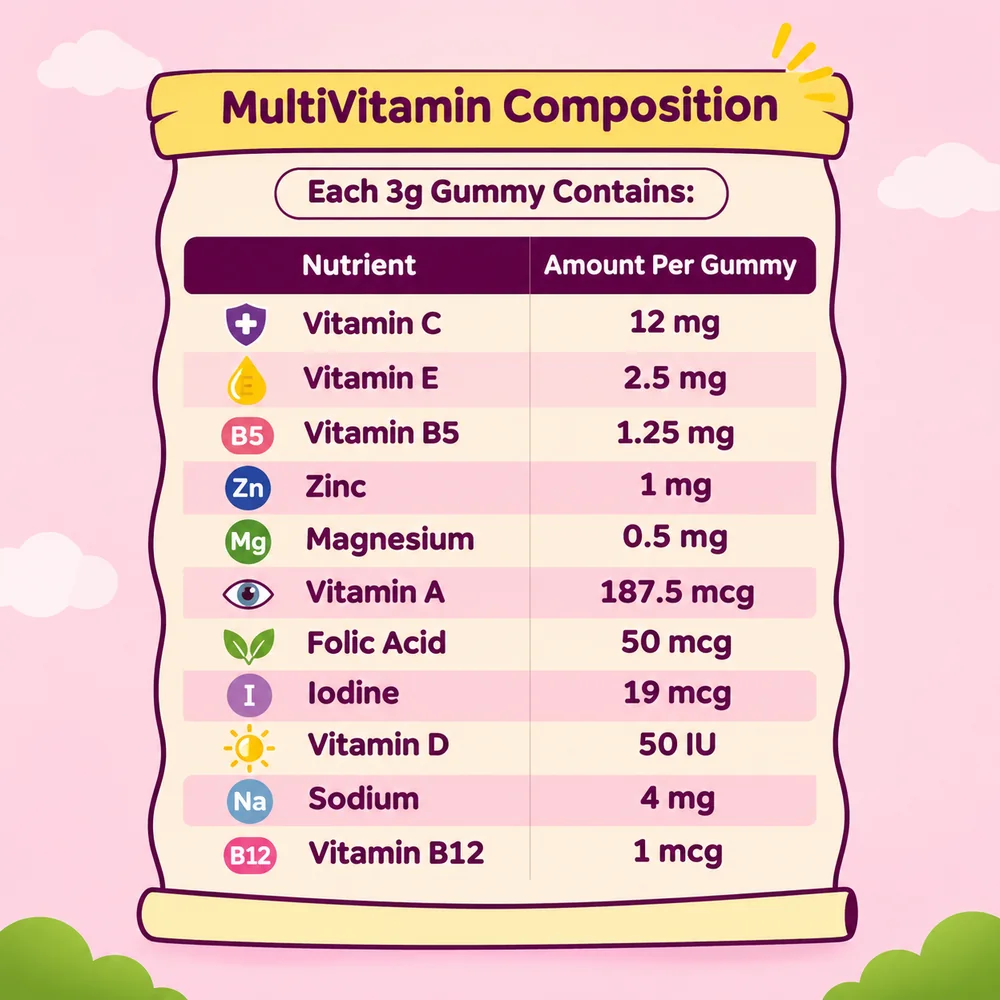 MultiVitamin Composition
Each 3g Gummy Contains:
Nutrient Amount Per Gummy
Vitamin C 12 mg
E Vitamin E 2.5 mg
B5 Vitamin B5 1.25 mg
Zn Zinc 1 mg
Mg Magnesium 0.5 mg
Vitamin A 187.5 mcg
Folic Acid 50 mcg
I Iodine 19 mcg
Vitamin D 50 IU
Na Sodium 4 mg
B12 Vitamin B12 1 mcg